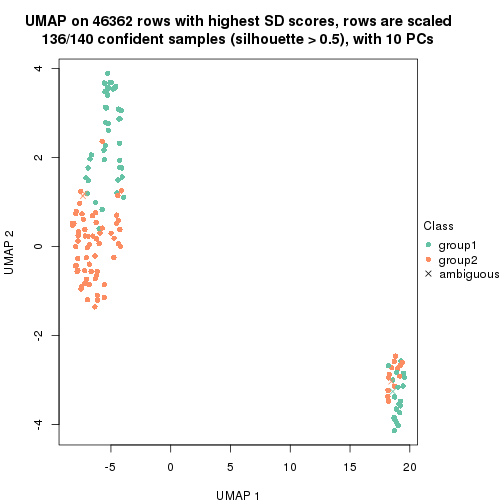 UMAP on 46362 rows with highest SD scores, rows are scaled
136/140 confident samples (silhouette > 0.5), with 10 PCs
4
2
0
-2
-4
UMAP 2
-5
0
5
10
15
20
UMAP 1
Class
group1
group2
ambiguous